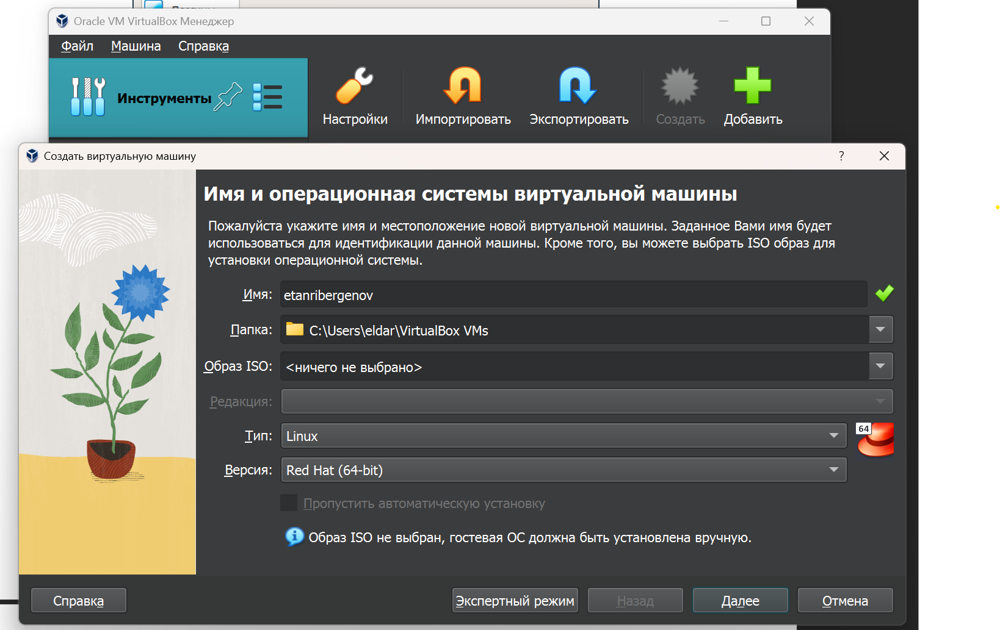 Oracle VM VirtualBox Менеджер
Файл Машина Справка
Инструменты
Настройки
Импортировать
Экспортировать
Создать
Добавить
Создать виртуальную машину
?
Имя и операционная системы виртуальной машины
Пожалуйста укажите имя и местоположение новой виртуальной машины. Заданное Вами имя будет
использоваться для идентификации данной машины. Кроме того, вы можете выбрать ISO образ для
установки операционной системы.
Имя: etanribergenov
Папка: C:\Users\eldar\VirtualBox VMs
Образ ISO: <ничего не выбрано>
Редакция:
Тип: Linux
64
Версия: Red Hat (64-bit)
Пропустить автоматическую установку
Образ ISO не выбран, гостевая ОС должна быть установлена вручную.
Справка
Экспертный режим
Назад
Далее
Отмена